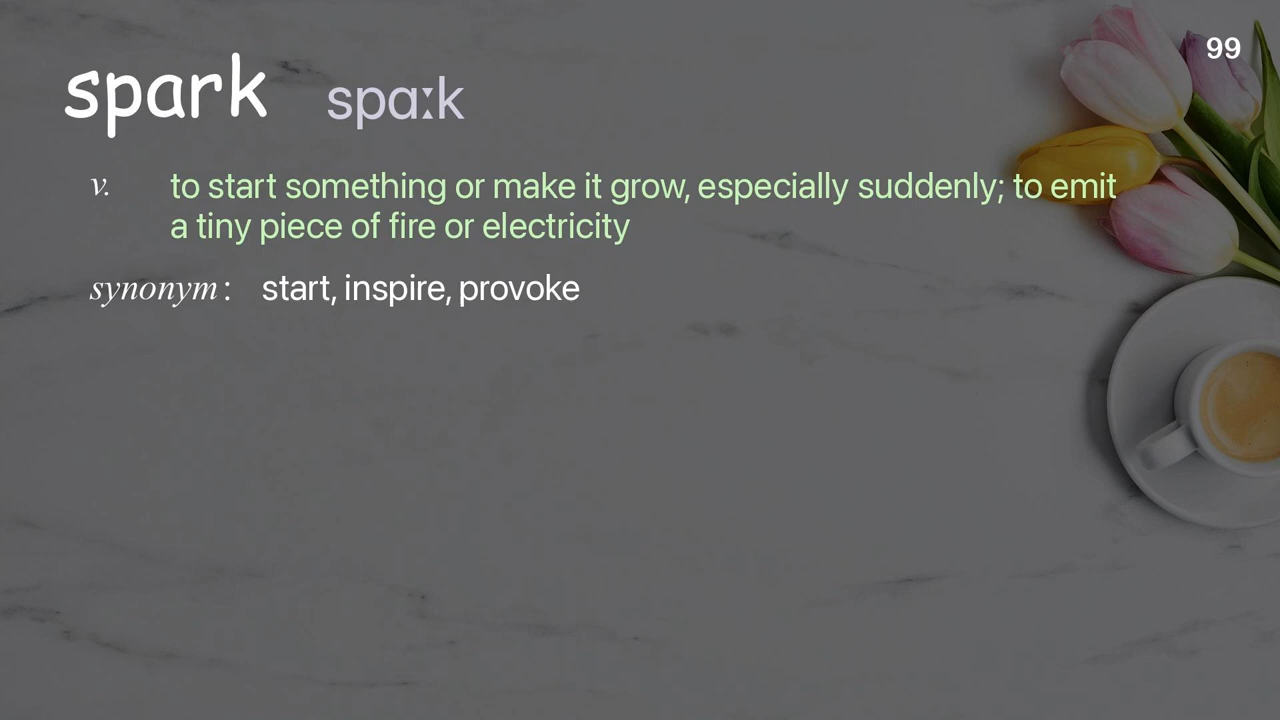 99
spark spɑːk
v. to start something or make it grow, especially suddenly; to emit
a tiny piece of fire or electricity
synonym : start, inspire, provoke